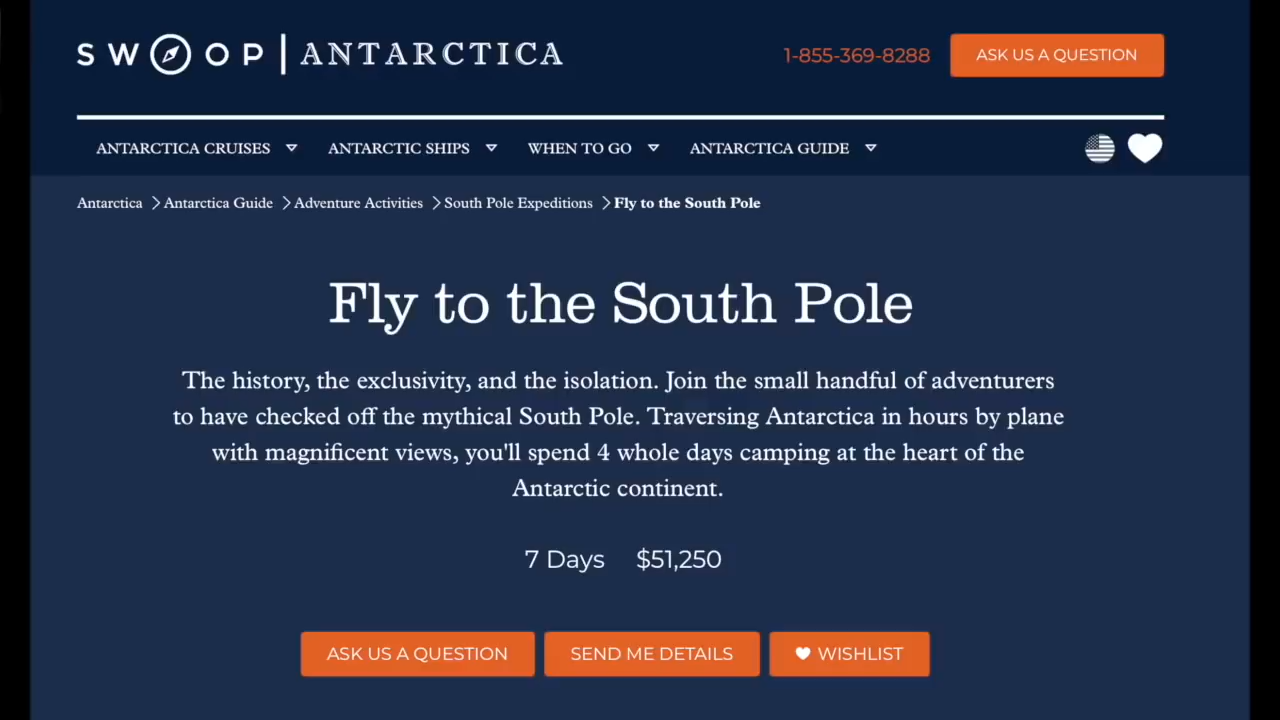 SWOOP | ANTARCTICA
1-855-369-8288
ASK US A QUESTION
ANTARCTICA CRUISES
ANTARCTIC SHIPS
WHEN TO GO
ANTARCTICA GUIDE
Antarctica > Antarctica Guide > Adventure Activities > South Pole Expeditions > Fly to the South Pole
Fly to the South Pole
The history, the exclusivity, and the isolation. Join the small handful of adventurers
to have checked off the mythical South Pole. Traversing Antarctica in hours by plane
with magnificent views, you'll spend 4 whole days camping at the heart of the
Antarctic continent.
7 Days $51,250
ASK US A QUESTION
SEND ME DETAILS
WISHLIST